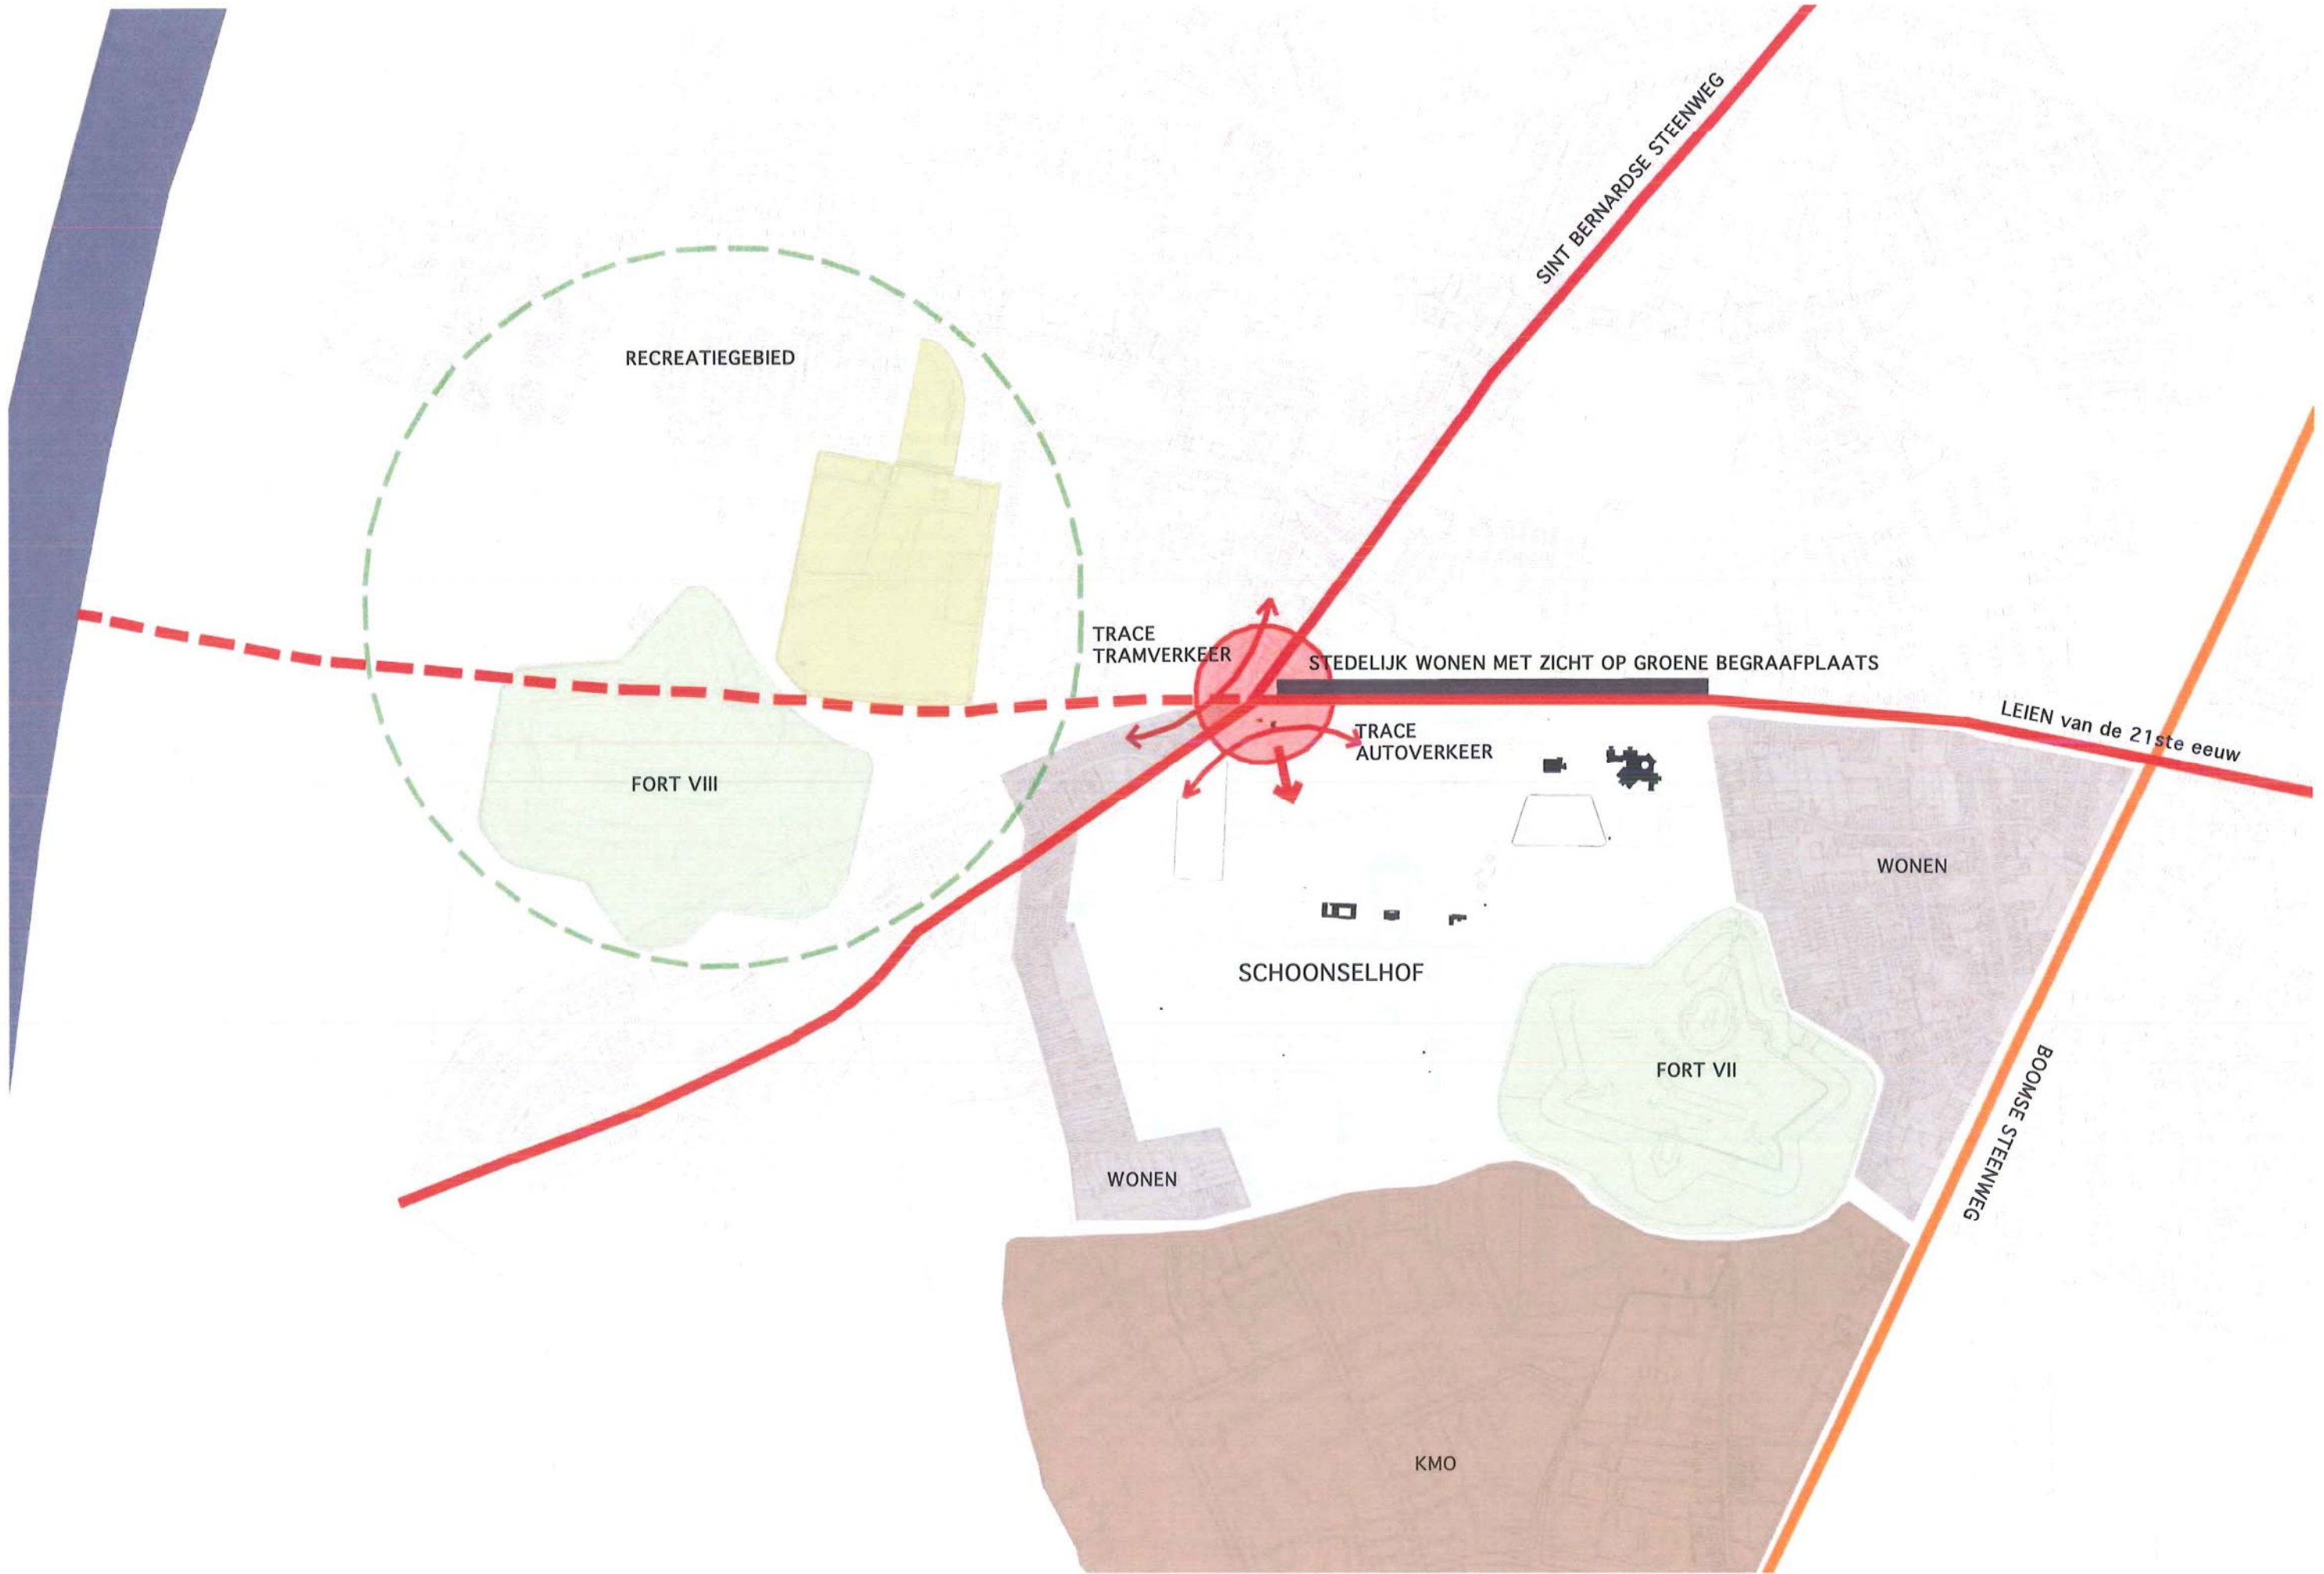 SINT BERNARDSE STEENWEG
RECREATIEGEBIED
TRACE
TRAMVERKEER
STEDELIJK WONEN MET ZICHT OP GROENE BEGRAAFPLAATS
LEIEN van de 21ste eeuw
TRACE
AUTOVERKEER
FORT VIII
WONEN
SCHOONSELHOF
FORT VII
BOOMSE STEENWEG
WONEN
KMO